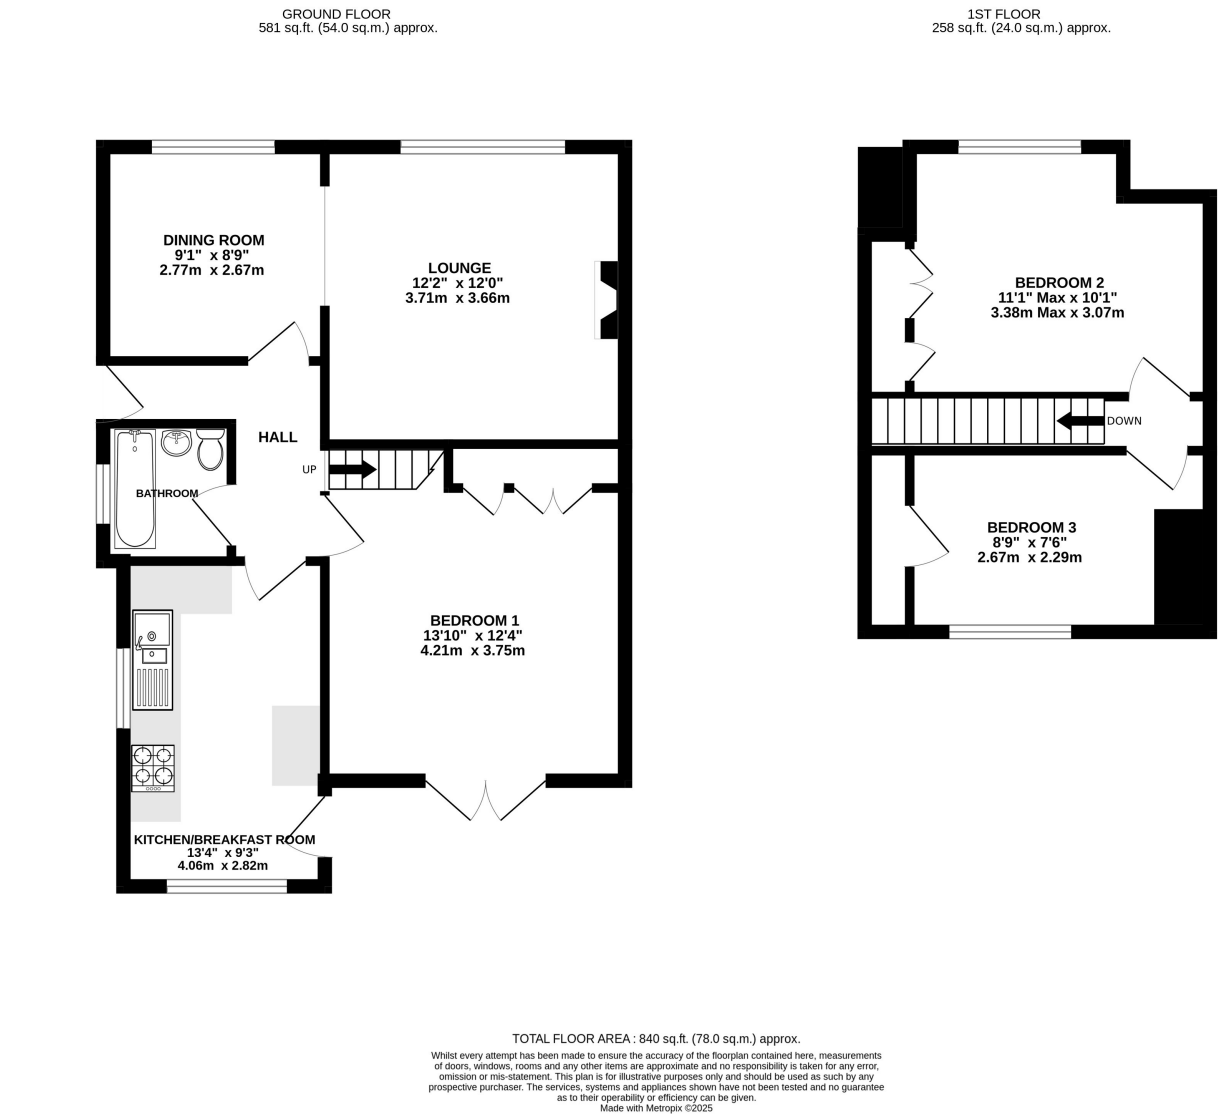 GROUND FLOOR
581 sq.ft. (54.0 sq.m.) approx.
1ST FLOOR
258 sq.ft. (24.0 sq.m.) approx.
DINING ROOM
9'1" x 8'9"
2.77m x 2.67m
LOUNGE
12'2" x 12'0"
3.71m x 3.66m
HALL
UP
BATHROOM
BEDROOM 1
13'10" x 12'4"
4.21m x 3.75m
KITCHEN/BREAKFAST ROOM
13'4" x 9'3"
4.06m x 2.82m
BEDROOM 2
11'1" Max x 10'1"
3.38m Max x 3.07m
DOWN
BEDROOM 3
8'9" x 7'6"
2.67m x 2.29m
TOTAL FLOOR AREA : 840 sq.ft. (78.0 sq.m.) approx.
Whilst every attempt has been made to ensure the accuracy of the floorplan contained here, measurements
of doors, windows, rooms and any other items are approximate and no responsibility is taken for any error,
omission or mis-statement. This plan is for illustrative purposes only and should be used as such by any
prospective purchaser. The services, systems and appliances shown have not been tested and no guarantee
as to their operability or efficiency can be given.
Made with Metropix ©2025